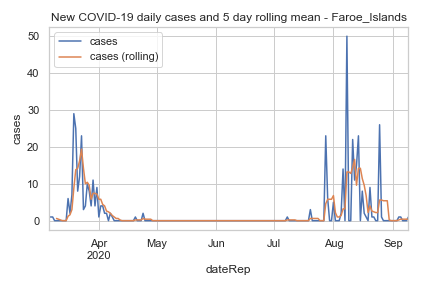 New COVID-19 daily cases and 5 day rolling mean - Faroe_Islands
cases
cases (rolling)
50
40
30
20
10
0
cases
Apr
2020
May
Jun
Jul
Aug
Sep
dateRep